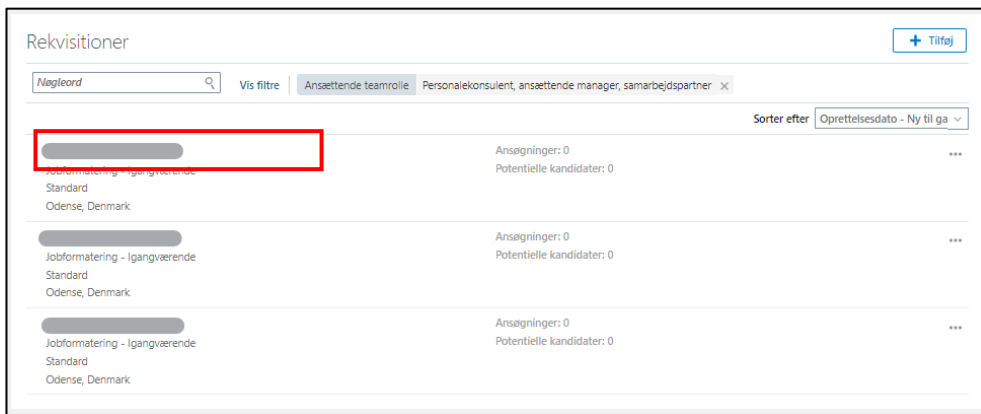 Rekvisitioner
+ Tilføj
Nøgleord
Vis filtre
Ansættende teamrolle Personalekonsulent, ansættende manager, samarbejdspartner ×
Sorter efter Oprettelsesdato - Ny til ga
Ansøgninger: 0
Jobformatering - Igangværende
Potentielle kandidater: 0
Standard
Odense, Denmark
Ansøgninger: 0
Jobformatering - Igangværende
Potentielle kandidater: 0
Standard
Odense, Denmark
Ansøgninger: 0
Jobformatering - Igangværende
Potentielle kandidater: 0
Standard
Odense, Denmark